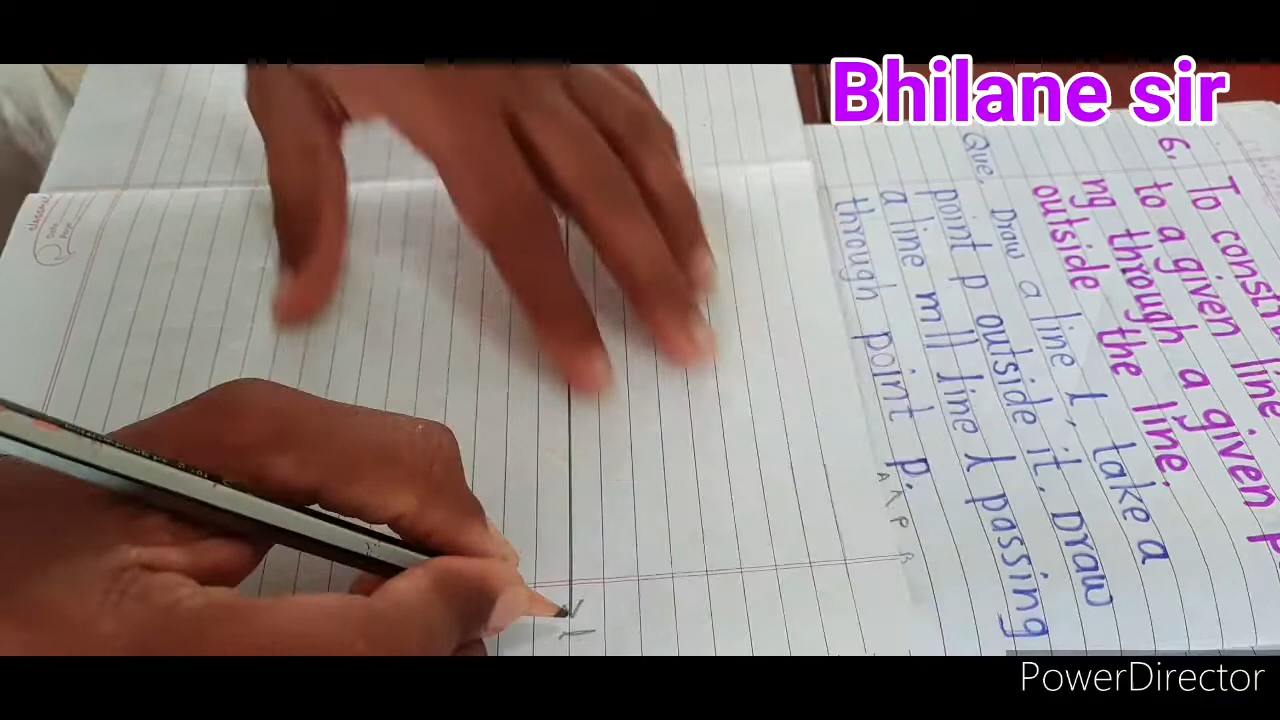 Bhilane sir
6. To constr
line p
to a given line
ng through a given
outside the line.
Que. Draw a line l, take a
point p outside it. Draw
a line m || line l passing
through point p.
A
P
B
l
PowerDirector